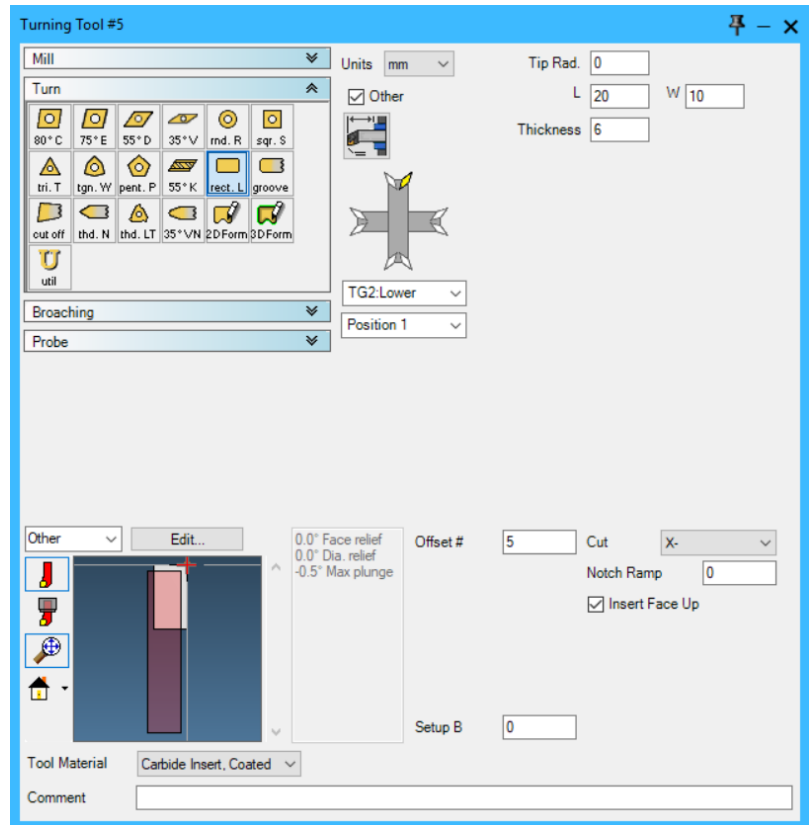 Turning Tool #5
Mill
Turn
80° C 75° E 55° D 35° V rnd. R sqr. S
tri. T tgn. W pent. P 55° K rect. L groove
cut off thd. N thd. LT 35° VN 2DForm 3DForm
util
Broaching
Probe
Units mm
Other
TG2:Lower
Position 1
Tip Rad. 0
L 20 W 10
Thickness 6
Other Edit...
0.0° Face relief
0.0° Dia. relief
-0.5° Max plunge
Offset # 5 Cut X-
Notch Ramp 0
Insert Face Up
Setup B 0
Tool Material Carbide Insert, Coated
Comment